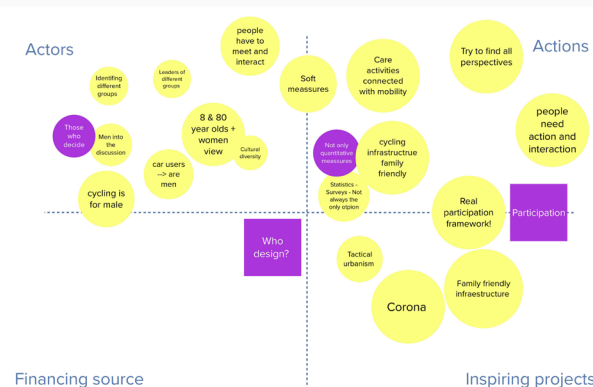 Actors
people
have to
meet and
interact
Actions
Try to find all
perspectives
Care
activities
connected
with mobility
Soft
meassures
Identifing
different
groups
Leaders of
different
groups
8 & 80
year olds +
women
view
people
need
action and
interaction
Those
who
decide
Men into
the
discussion
Cultural
diversity
Not only
quantitative
measures
cycling
infrastructrue
family
friendly
car users
--> are
men
cycling is
for male
Statistics -
Surveys - Not
always the
only otpion
Real
participation
framework!
Participation
Who
design?
Tactical
urbanism
Family friendly
infraestructure
Corona
Financing source
Inspiring projects